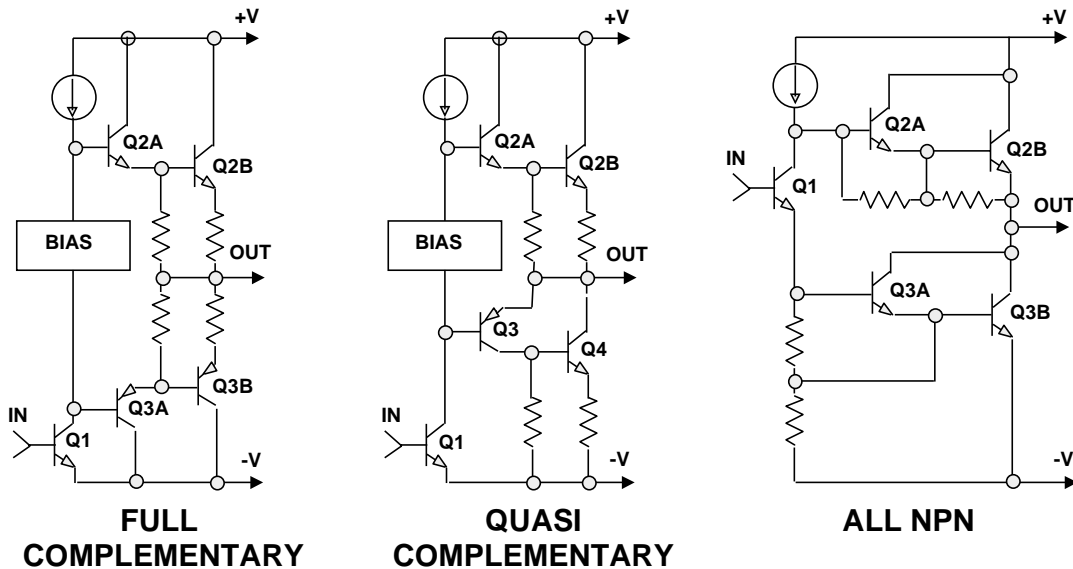 +V
Q2A
Q2B
BIAS
OUT
Q3A
Q3B
IN
Q1
-V
FULL
COMPLEMENTARY
+V
Q2A
Q2B
BIAS
OUT
Q3
Q4
IN
Q1
-V
QUASI
COMPLEMENTARY
+V
Q2A
Q2B
IN
Q1
OUT
Q3A
Q3B
-V
ALL NPN